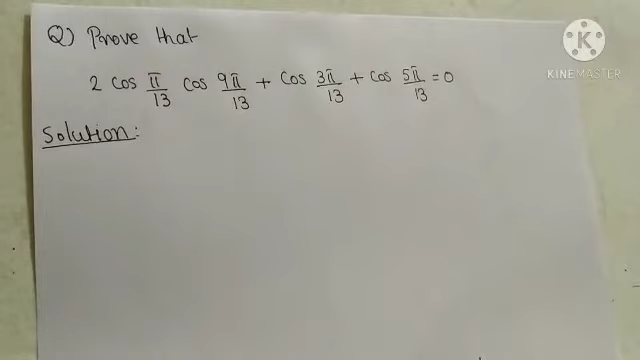 Q) Prove that
2 cos π/13 cos 9π/13 + cos 3π/13 + cos 5π/13 = 0
Solution:
KINEMASTER